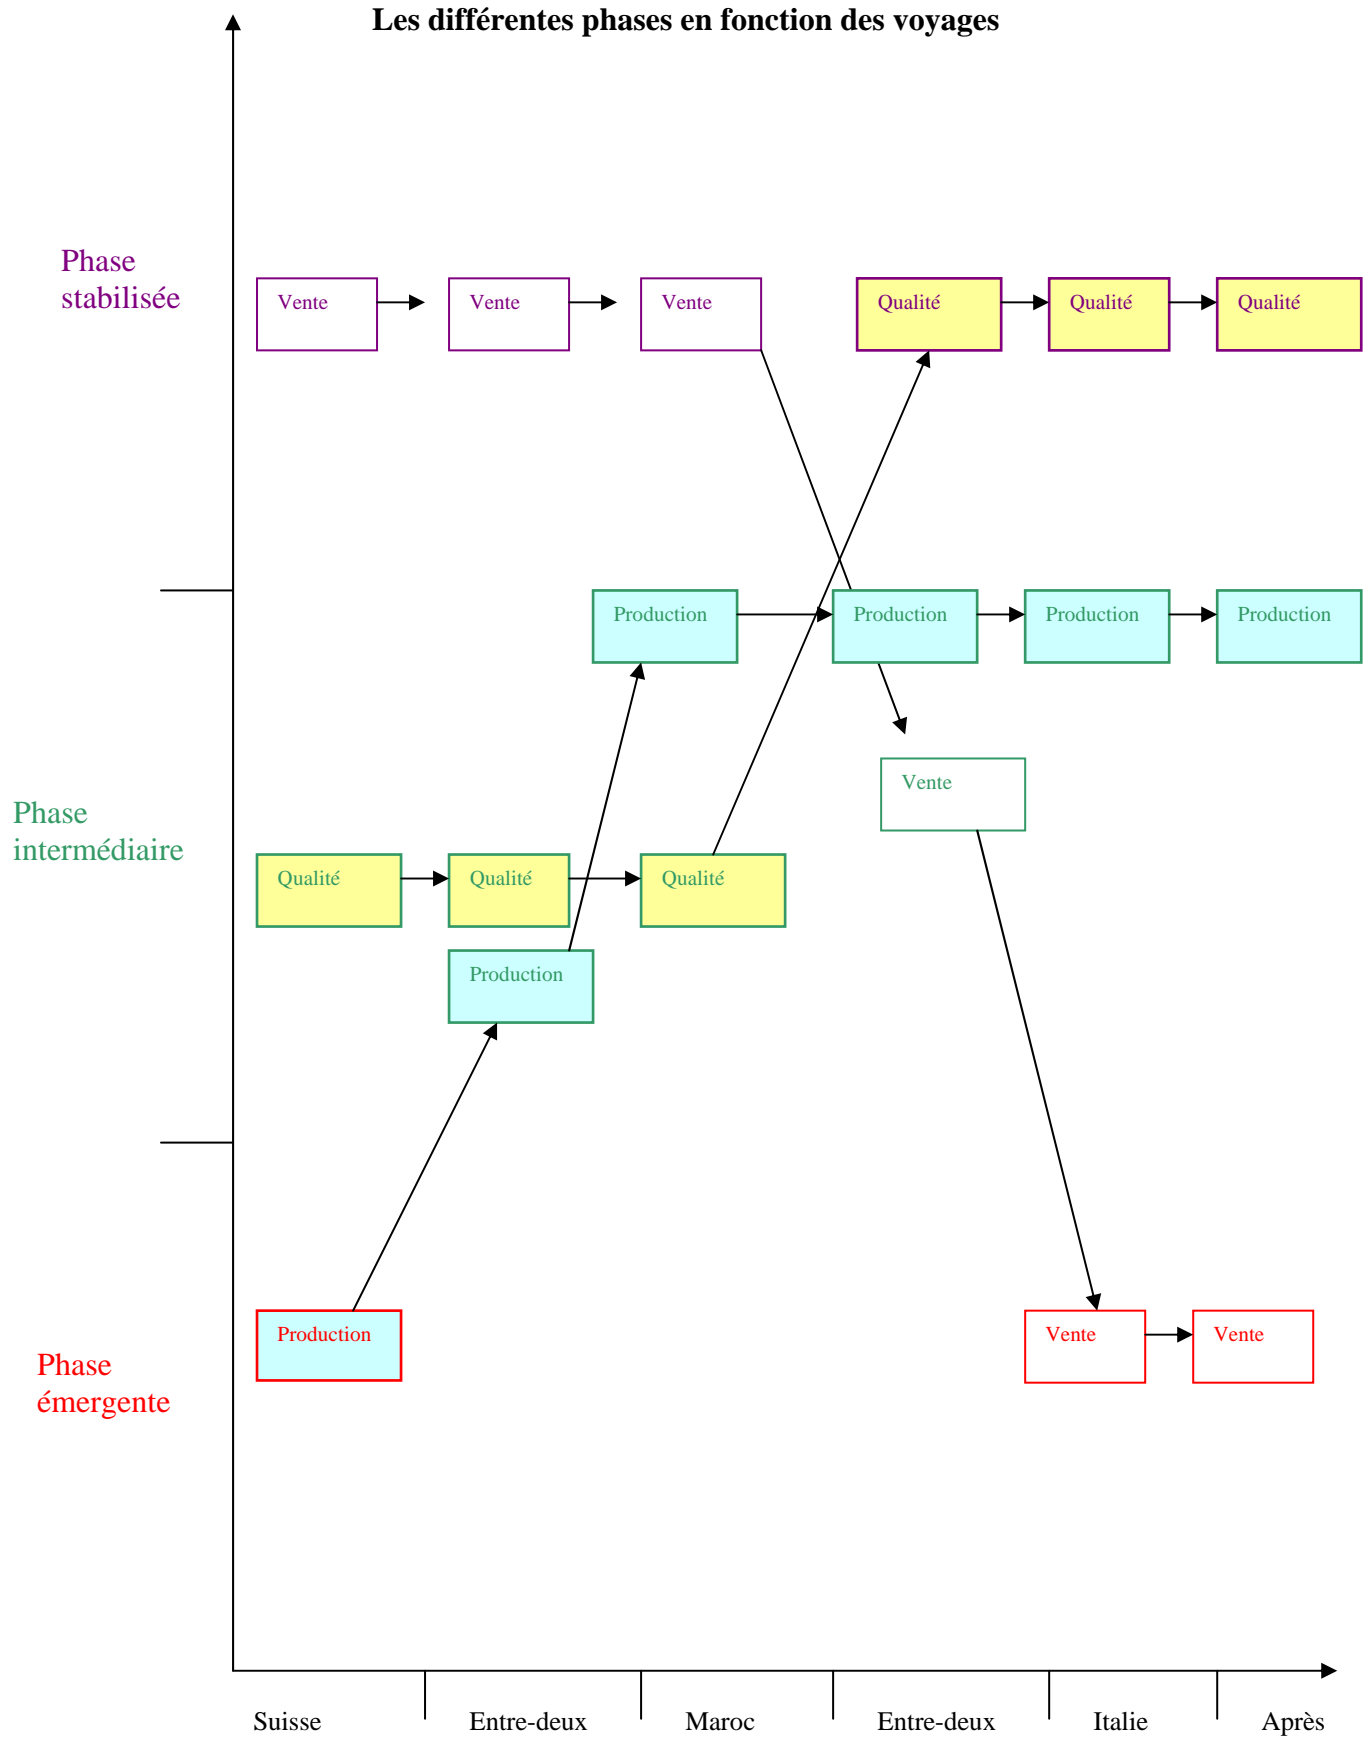 Les différentes phases en fonction des voyages
Phase
stabilisée
Vente
Vente
Vente
Qualité
Qualité
Qualité
Production
Production
Production
Production
Vente
Phase
intermédiaire
Qualité
Qualité
Qualité
Production
Phase
émergente
Production
Vente
Vente
Suisse
Entre-deux
Maroc
Entre-deux
Italie
Après